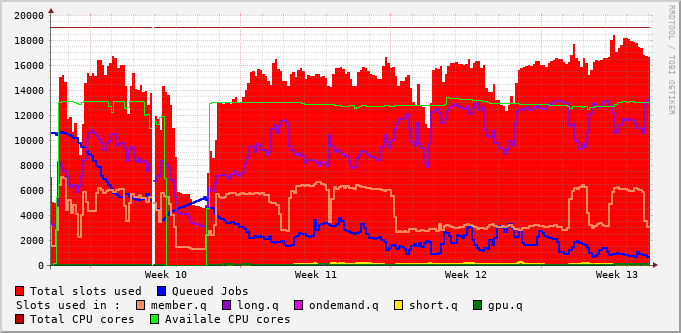 20000
18000
16000
14000
12000
10000
8000
6000
4000
2000
0
Week 10 Week 11 Week 12 Week 13
Total slots used Queued Jobs
Slots used in : member.q long.q ondemand.q short.q gpu.q
Total CPU cores Availale CPU cores
RRDTOOL / TOBI OETIKER